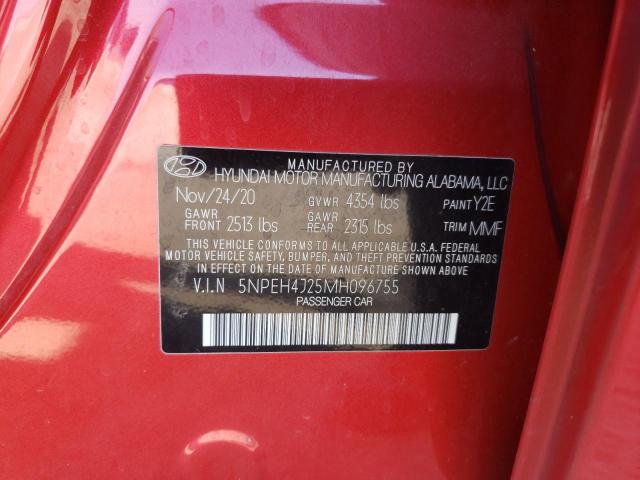 MANUFACTURED BY
HYUNDAI MOTOR MANUFACTURING ALABAMA, LLC
Nov/24/20 GVWR 4354 lbs PAINT Y2E
GAWR FRONT 2513 lbs GAWR REAR 2315 lbs TRIM MMF
THIS VEHICLE CONFORMS TO ALL APPLICABLE U.S.A. FEDERAL
MOTOR VEHICLE SAFETY, BUMPER, AND THEFT PREVENTION STANDARDS
IN EFFECT ON THE DATE OF MANUFACTURE SHOWN ABOVE.
V.I.N 5NPEH4J25MH096755
PASSENGER CAR